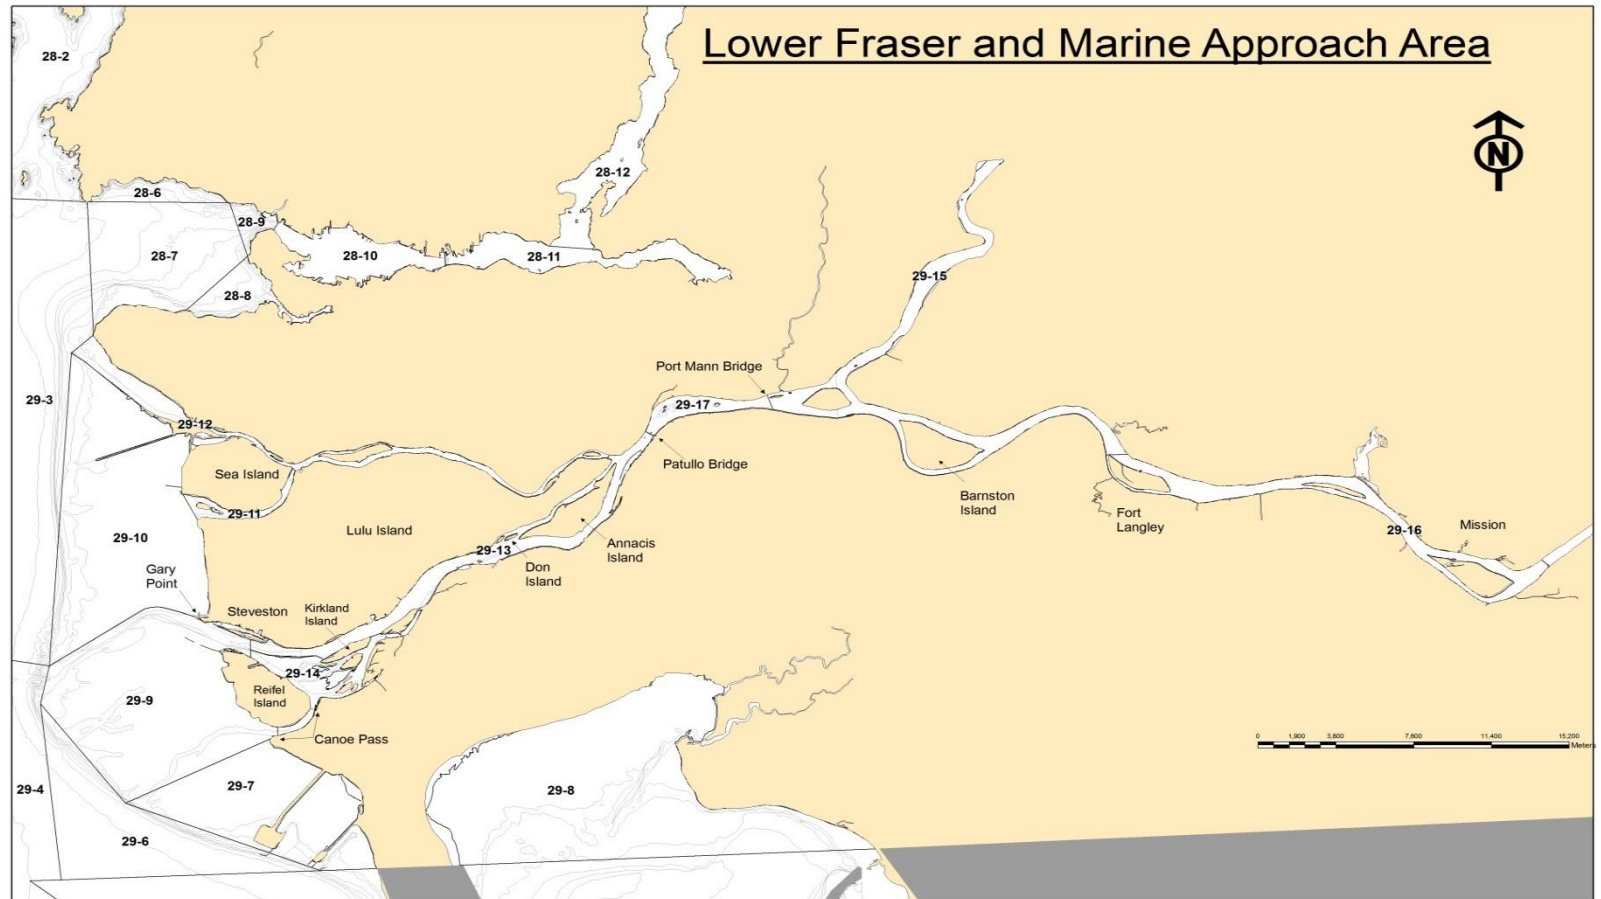 Lower Fraser and Marine Approach Area
28-2
N
28-12
28-6
28-9
28-7
28-10
28-11
29-15
28-8
Port Mann Bridge
29-3
29-17
29-12
Patullo Bridge
Sea Island
Barnston
Island
29-11
Fort
Langley
Lulu Island
29-16
Mission
29-10
29-13
Annacis
Island
Don
Island
Gary
Point
Steveston
Kirkland
Island
29-14
Reifel
Island
29-9
Canoe Pass
0 1,900 3,800 7,600 11,400 15,200
Meters
29-4
29-7
29-8
29-6